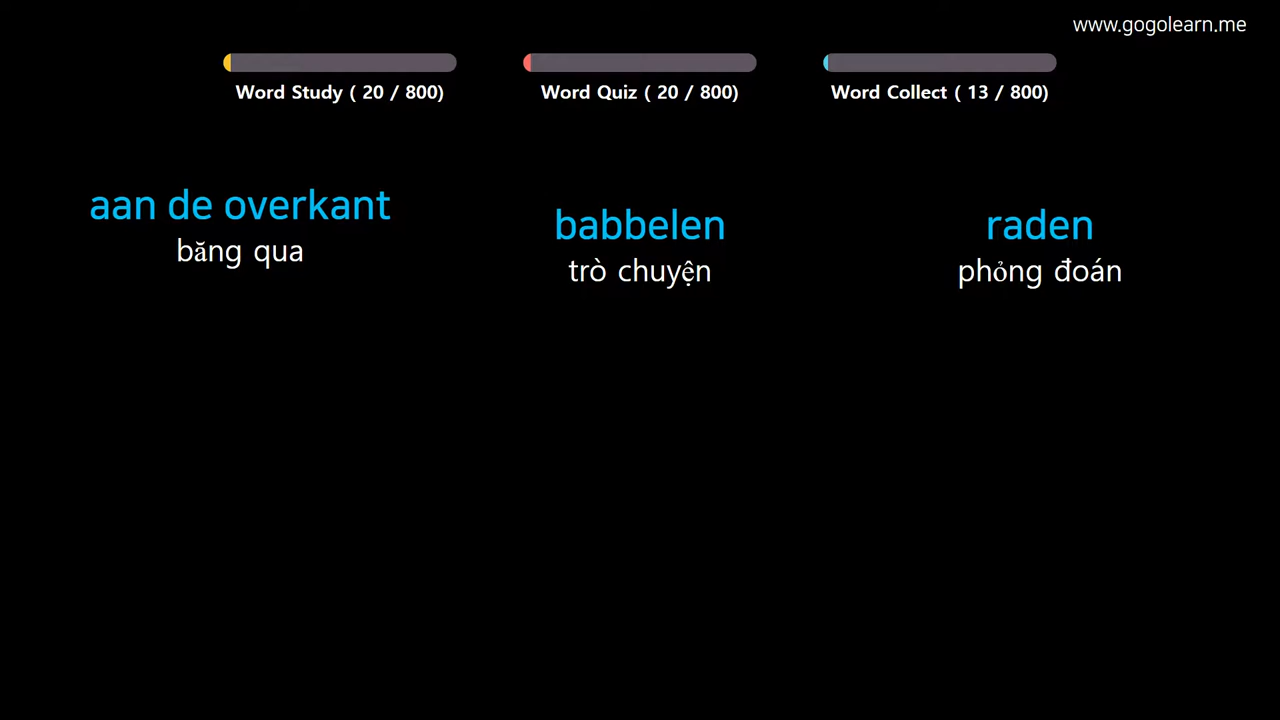 www.gogolearn.me
Word Study ( 20 / 800)
Word Quiz ( 20 / 800)
Word Collect ( 13 / 800)
aan de overkant
băng qua
babbelen
trò chuyện
raden
phỏng đoán